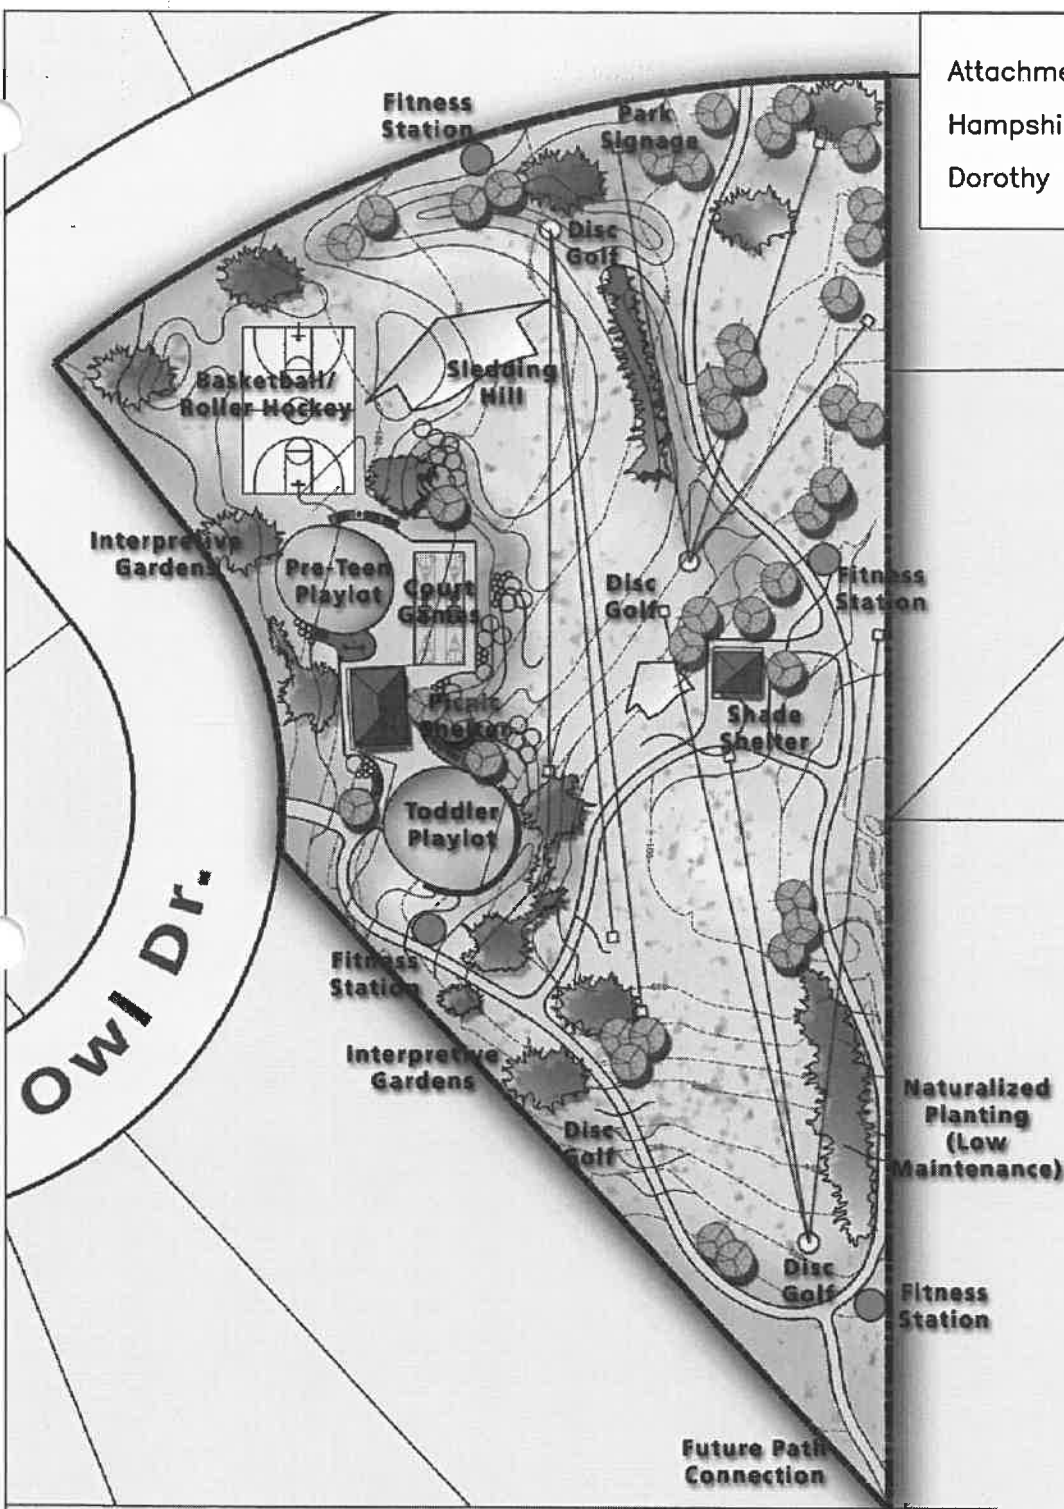 Attachme
Hampshi
Dorothy
Fitness
Station
Park
Signage
Disc
Golf
Sledding
Hill
Basketball/
Roller Hockey
Interpretive
Gardens
Pre-Teen
Playlot
Court
Games
Disc
Golf
Fitness
Station
Picnic
Shelter
Shade
Shelter
Toddler
Playlot
Owl Dr.
Fitness
Station
Interpretive
Gardens
Disc
Golf
Naturalized
Planting
(Low
Maintenance)
Disc
Golf
Fitness
Station
Future Path
Connection